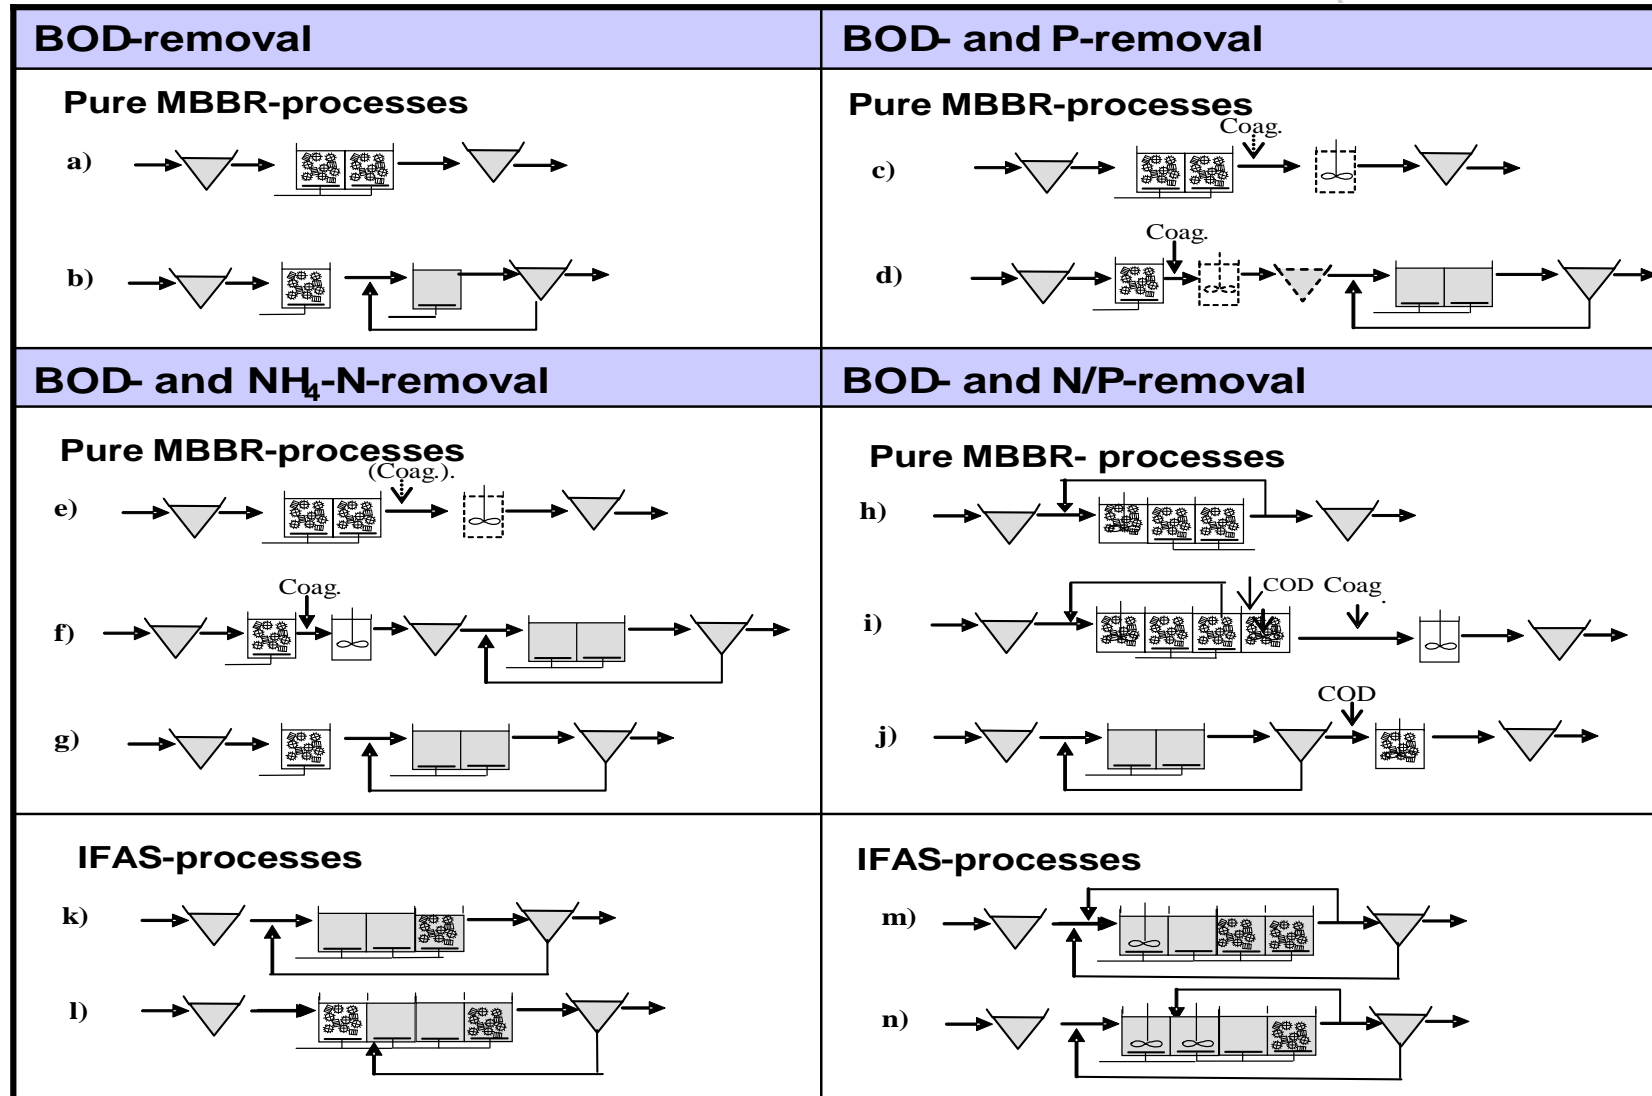 BOD-removal
BOD- and P-removal
Pure MBBR-processes
a)
b)
Pure MBBR-processes
Coag.
c)
Coag.
d)
BOD- and NH4-N-removal
BOD- and N/P-removal
Pure MBBR-processes
(Coag.).
e)
Coag.
f)
g)
Pure MBBR- processes
h)
COD Coag.
i)
COD
j)
IFAS-processes
k)
l)
IFAS-processes
m)
n)